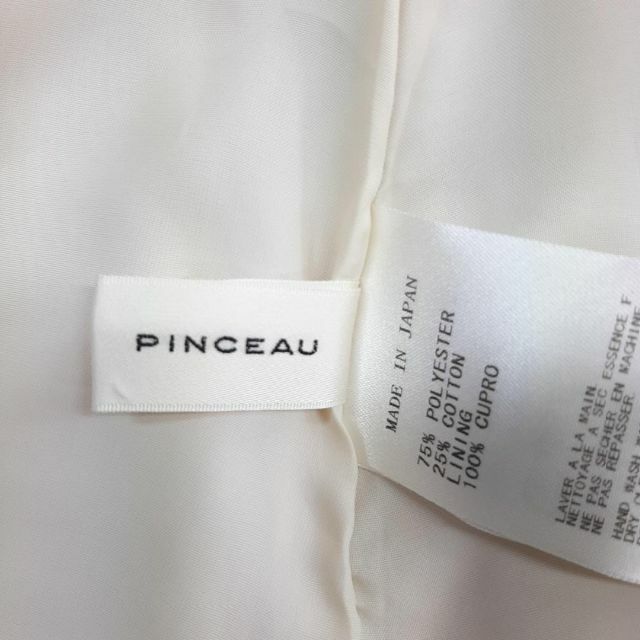 PINCEAU
MADE IN JAPAN
75% POLYESTER
25% COTTON
LINING
100% CUPRO
LAVER A LA MAIN
NETTOYAGE A SEC ESSENCE F
NE PAS SECHER EN MACHINE
NE PAS REPASSER
HAND WASH